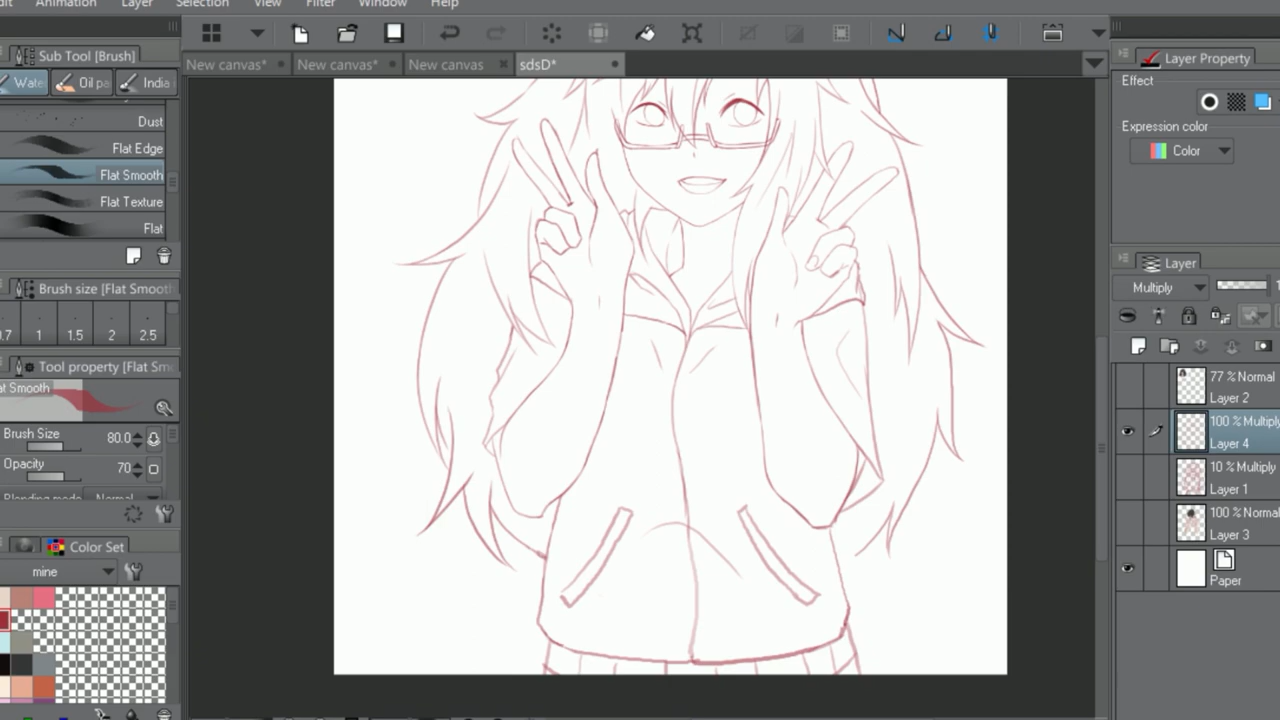 Animation Layer Selection View Filter Window Help
Sub Tool [Brush]
Wate Oil pa India
Dust
Flat Edge
Flat Smooth
Flat Texture
Flat
Brush size [Flat Smooth
0.7 1 1.5 2 2.5
Tool property [Flat Smo
at Smooth
Brush Size 80.0
Opacity 70
Blending mode Normal
Color Set
mine
New canvas* New canvas* New canvas sdsD*
Layer Property
Effect
Expression color
Color
Layer
Multiply
77 % Normal
Layer 2
100 % Multiply
Layer 4
10 % Multiply
Layer 1
100 % Norma
Layer 3
Paper